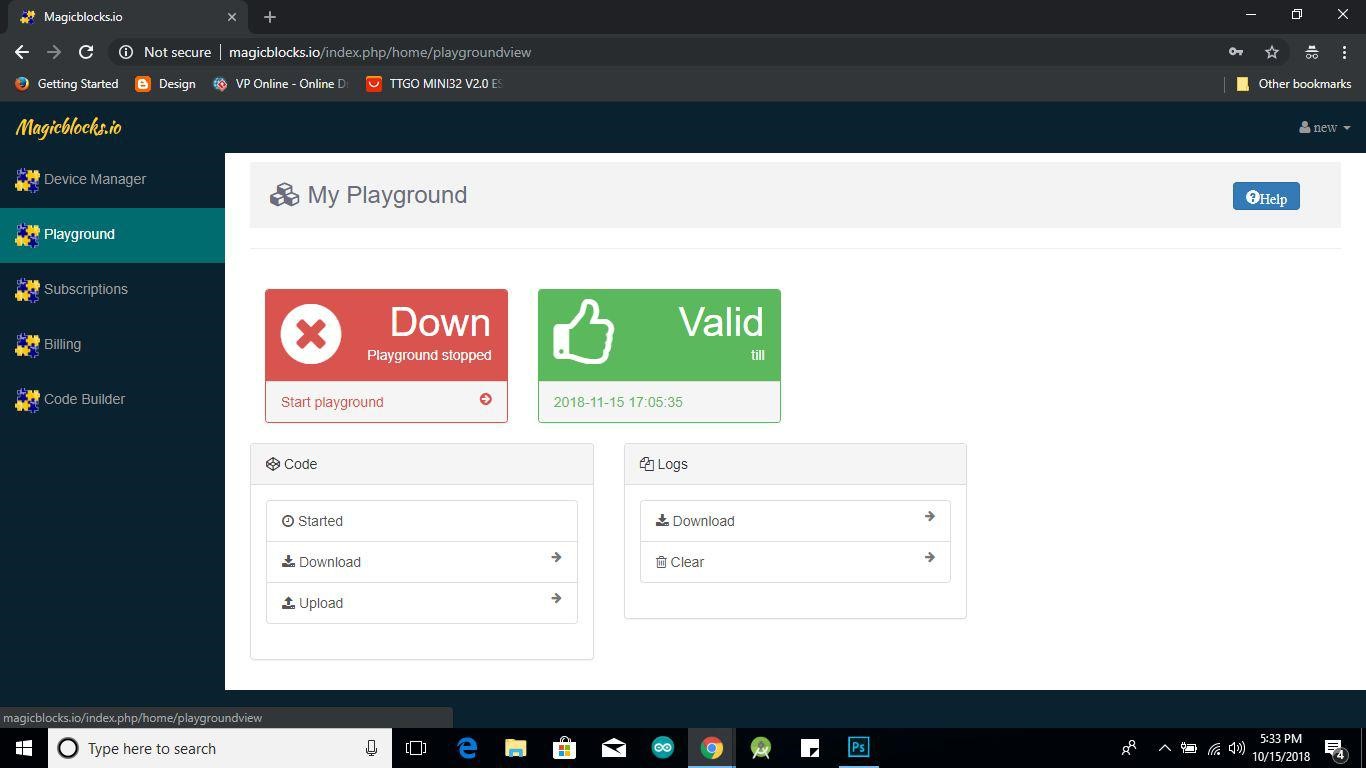 Magicblocks.io
Not secure
magicblocks.io/index.php/home/playgroundview
Getting Started
Design
VP Online - Online D
TTGO MINI32 V2.0 ES
Other bookmarks
Magicblocks.io
new
Device Manager
Playground
Subscriptions
Billing
Code Builder
My Playground
Help
Down
Playground stopped
Start playground
Valid
till
2018-11-15 17:05:35
Code
Started
Download
Upload
Logs
Download
Clear
magicblocks.io/index.php/home/playgroundview
Type here to search
Ps
5:33 PM
10/15/2018
4